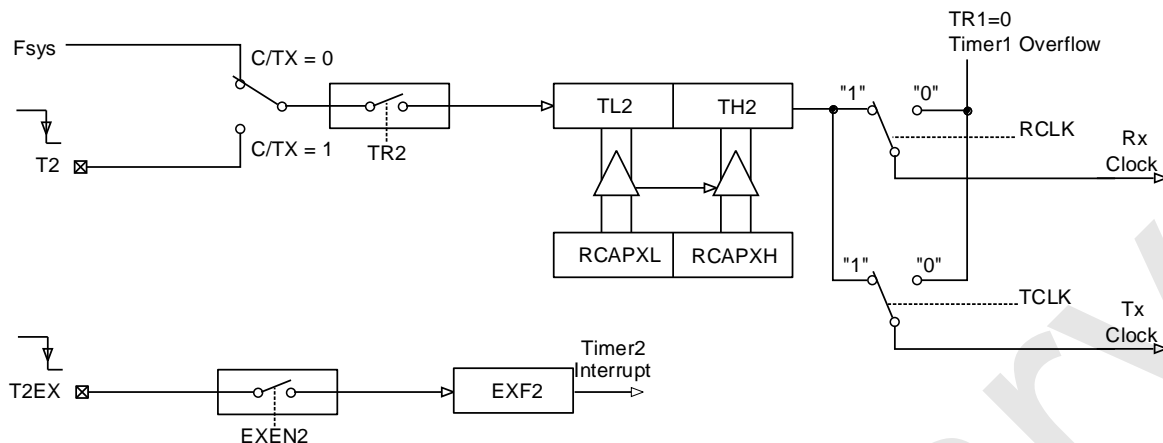 TR1=0
Timer1 Overflow
Fsys
C/TX = 0
"1"
"0"
TL2
TH2
RCLK
Rx
Clock
T2
C/TX = 1
TR2
RCAPXL
RCAPXH
"1"
"0"
TCLK
Tx
Clock
Timer2
Interrupt
T2EX
EXF2
EXEN2